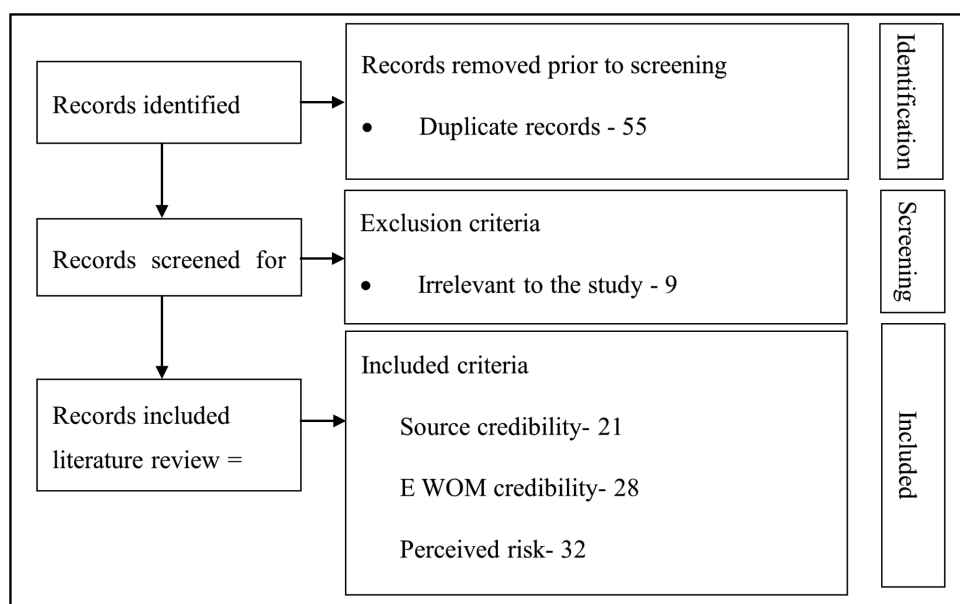 Records identified
Records removed prior to screening
• Duplicate records - 55
Identification
Records screened for
Exclusion criteria
• Irrelevant to the study - 9
Screening
Records included
literature review =
Included criteria
Source credibility- 21
E WOM credibility- 28
Perceived risk- 32
Included